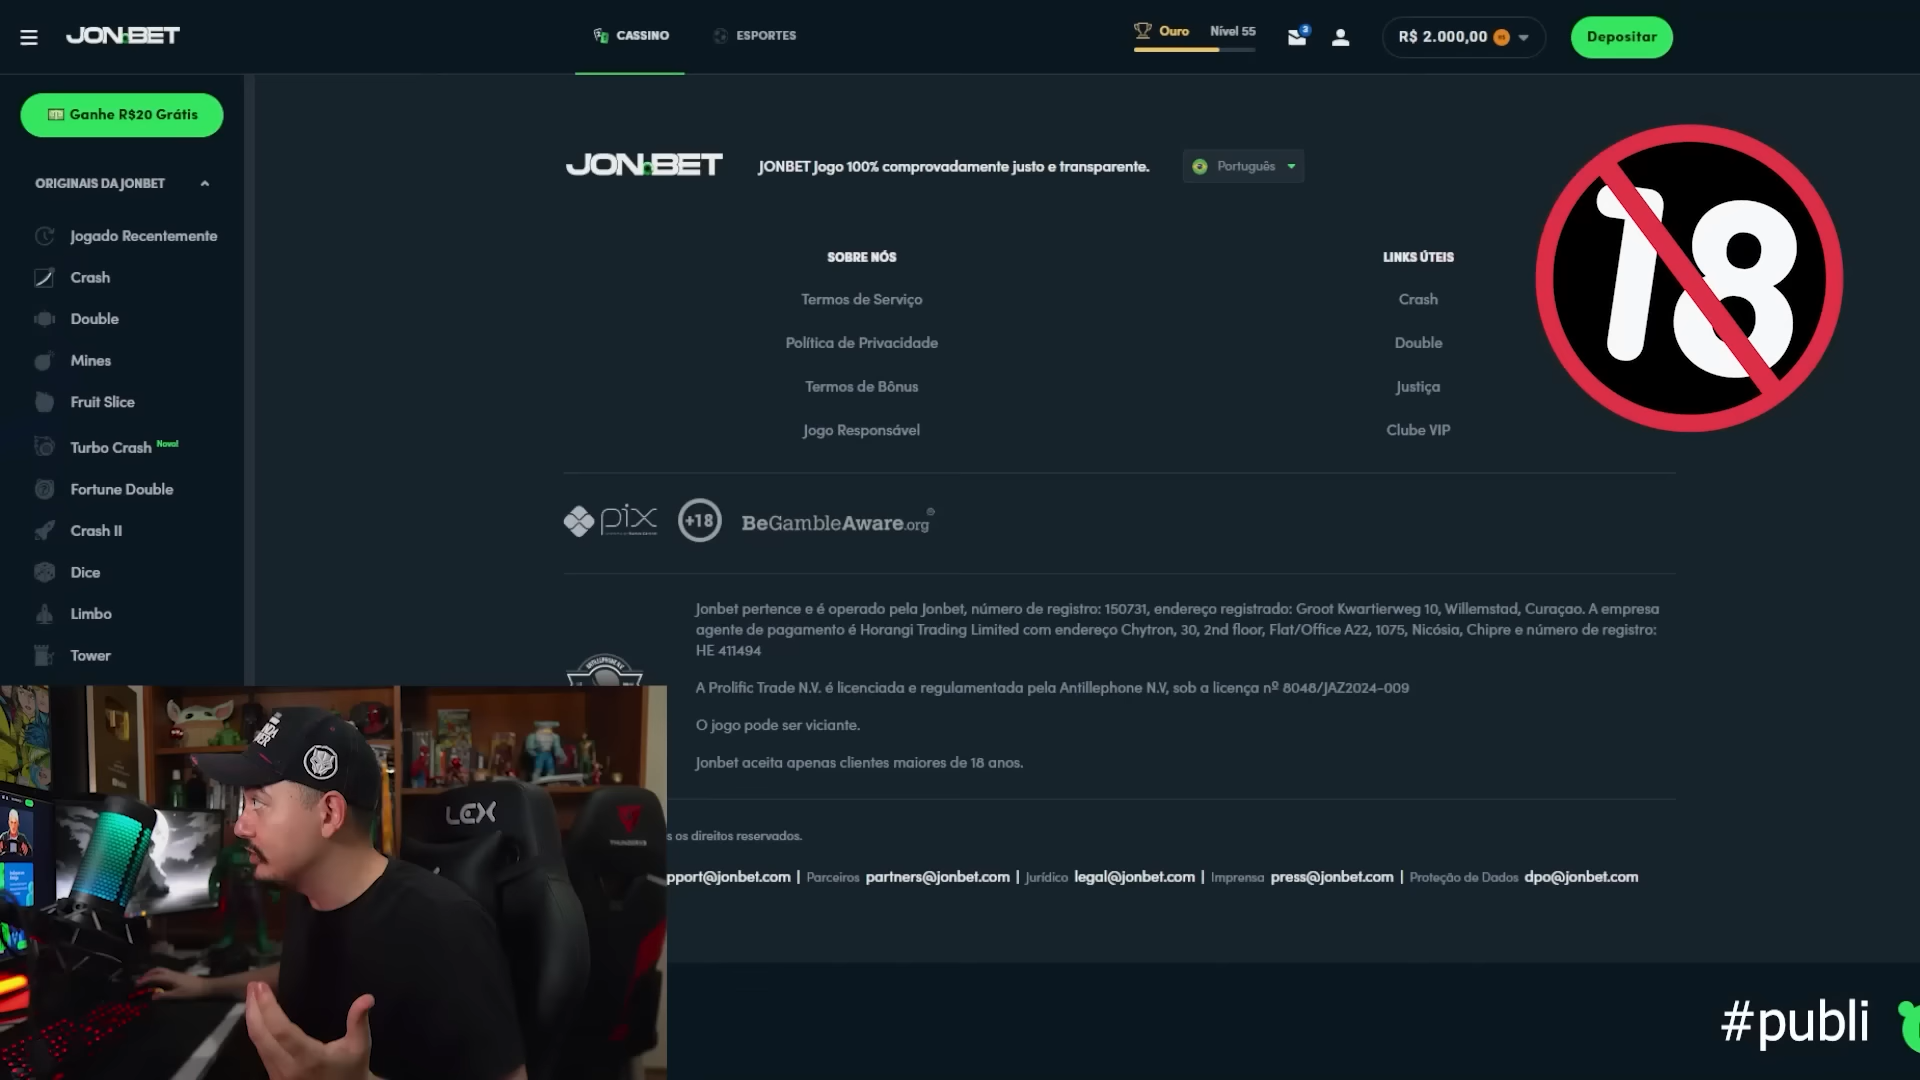 JONBET
CASSINO
ESPORTES
Ouro
Nível 55
3
R$ 2.000,00
Depositar
Ganhe R$20 Grátis
ORIGINAIS DA JONBET
Jogado Recentemente
Crash
Double
Mines
Fruit Slice
Turbo Crash Novo!
Fortune Double
Crash II
Dice
Limbo
Tower
JONBET
JONBET Jogo 100% comprovadamente justo e transparente.
Português
SOBRE NÓS
Termos de Serviço
Política de Privacidade
Termos de Bônus
Jogo Responsável
LINKS ÚTEIS
Crash
Double
Justiça
Clube VIP
18
pix
+18
BeGambleAware.org®
Jonbet pertence e é operado pela Jonbet, número de registro: 150731, endereço registrado: Groot Kwartierweg 10, Willemstad, Curaçao. A empresa
agente de pagamento é Horangi Trading Limited com endereço Chytron, 30, 2nd floor, Flat/Office A22, 1075, Nicósia, Chipre e número de registro:
HE 411494
A Prolific Trade N.V. é licenciada e regulamentada pela Antillephone N.V, sob a licença nº 8048/JAZ2024-009
O jogo pode ser viciante.
Jonbet aceita apenas clientes maiores de 18 anos.
s os direitos reservados.
pport@jonbet.com | Parceiros partners@jonbet.com | Jurídico legal@jonbet.com | Imprensa press@jonbet.com | Proteção de Dados dpo@jonbet.com
LEX
#publi